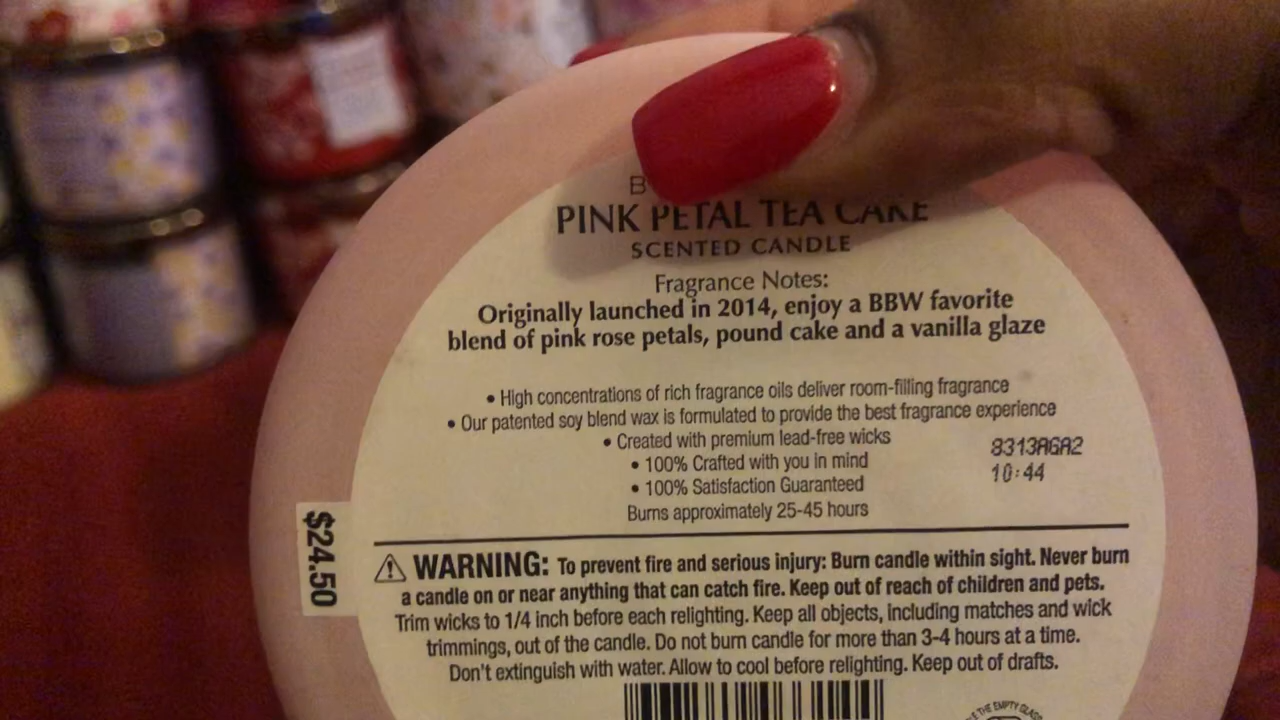 PINK PETAL TEA CAKE
SCENTED CANDLE
Fragrance Notes:
Originally launched in 2014, enjoy a BBW favorite
blend of pink rose petals, pound cake and a vanilla glaze
• High concentrations of rich fragrance oils deliver room-filling fragrance
• Our patented soy blend wax is formulated to provide the best fragrance experience
• Created with premium lead-free wicks
• 100% Crafted with you in mind
• 100% Satisfaction Guaranteed
Burns approximately 25-45 hours
8313AGA2
10:44
$24.50
⚠ WARNING: To prevent fire and serious injury: Burn candle within sight. Never burn
a candle on or near anything that can catch fire. Keep out of reach of children and pets.
Trim wicks to 1/4 inch before each relighting. Keep all objects, including matches and wick
trimmings, out of the candle. Do not burn candle for more than 3-4 hours at a time.
Don't extinguish with water. Allow to cool before relighting. Keep out of drafts.
THE EMPTY GLASS